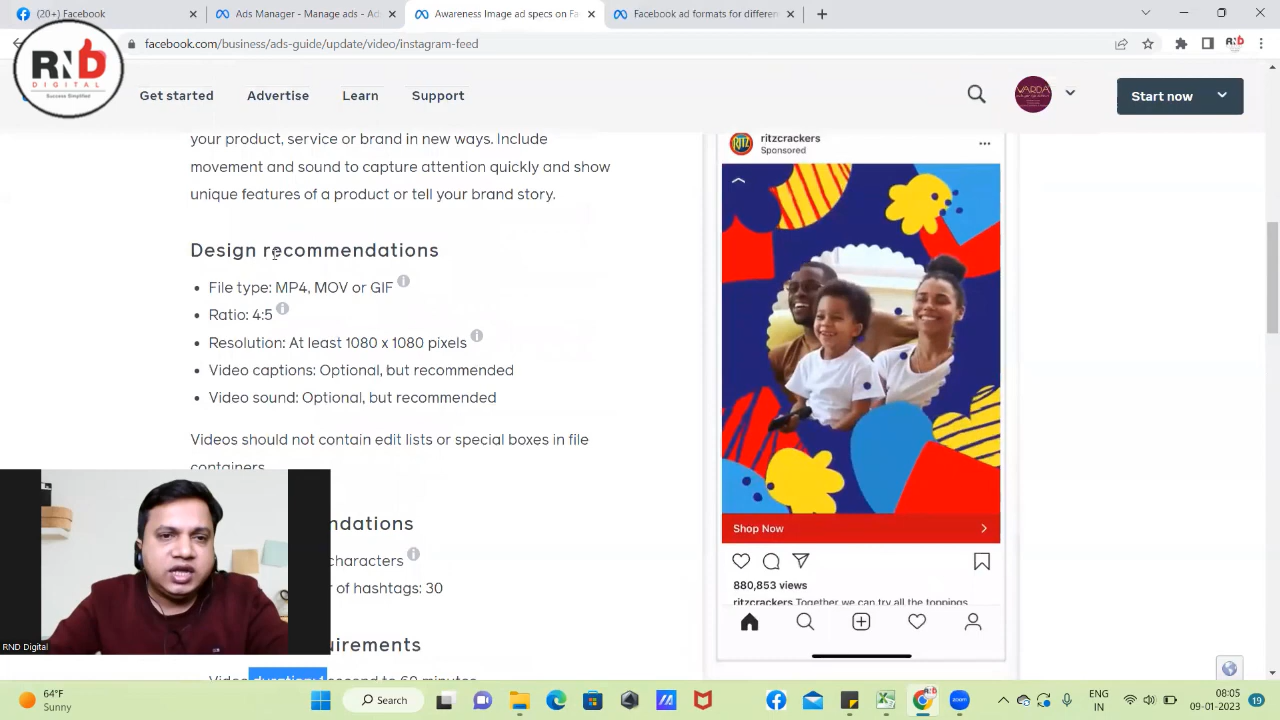 (20+) Facebook
Ads Manager - Manage ads - Ads
Awareness image ad specs on Fa
Facebook ad formats for differen
facebook.com/business/ads-guide/update/video/instagram-feed
RND
DIGITAL
Success Simplified
Get started
Advertise
Learn
Support
VARDA
Start now
your product, service or brand in new ways. Include
movement and sound to capture attention quickly and show
unique features of a product or tell your brand story.
Design recommendations
File type: MP4, MOV or GIF
Ratio: 4:5
Resolution: At least 1080 x 1080 pixels
Video captions: Optional, but recommended
Video sound: Optional, but recommended
Videos should not contain edit lists or special boxes in file
containers.
ndations
characters
r of hashtags: 30
uirements
RND Digital
ritzcrackers
Sponsored
RITZ
Shop Now
880,853 views
ritzcrackers Together we can try all the toppings
64°F
Sunny
Search
ENG
IN
08:05
09-01-2023
19